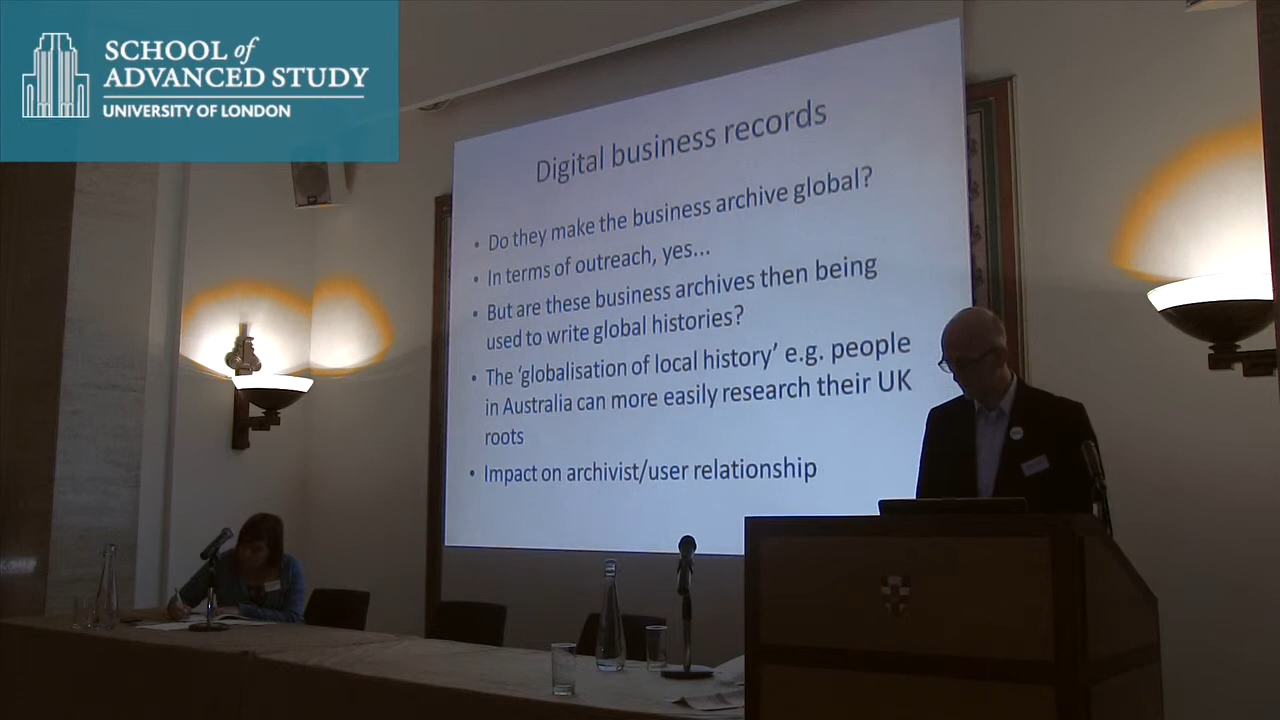 SCHOOL of
ADVANCED STUDY
UNIVERSITY OF LONDON
Digital business records
• Do they make the business archive global?
• In terms of outreach, yes...
• But are these business archives then being
used to write global histories?
• The ‘globalisation of local history’ e.g. people
in Australia can more easily research their UK
roots
• Impact on archivist/user relationship